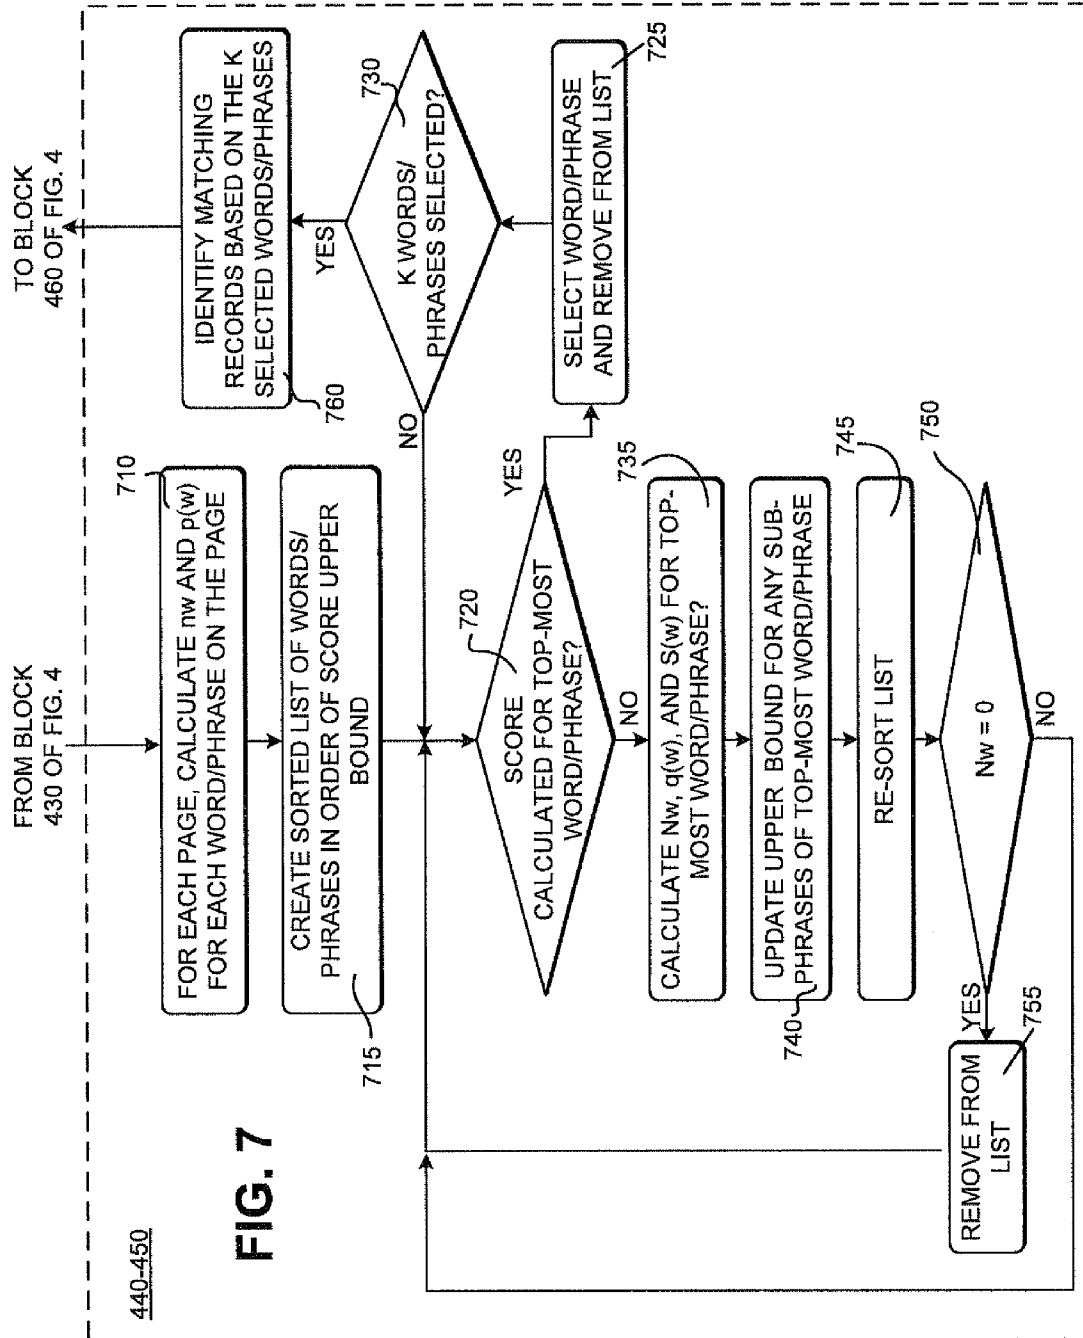 FROM BLOCK
430 OF FIG. 4
TO BLOCK
460 OF FIG. 4
440-450
FIG. 7
710
FOR EACH PAGE, CALCULATE nw AND p(w)
FOR EACH WORD/PHRASE ON THE PAGE
CREATE SORTED LIST OF WORDS/
PHRASES IN ORDER OF SCORE UPPER
BOUND
715
720
SCORE
CALCULATED FOR TOP-MOST
WORD/PHRASE?
YES
NO
SELECT WORD/PHRASE
AND REMOVE FROM LIST
725
730
K WORDS/
PHRASES SELECTED?
NO
YES
IDENTIFY MATCHING
RECORDS BASED ON THE K
SELECTED WORDS/PHRASES
760
735
CALCULATE Nw, q(w), AND S(w) FOR TOP-
MOST WORD/PHRASE?
UPDATE UPPER BOUND FOR ANY SUB-
PHRASES OF TOP-MOST WORD/PHRASE
740
745
RE-SORT LIST
750
Nw = 0
YES
NO
755
REMOVE FROM
LIST